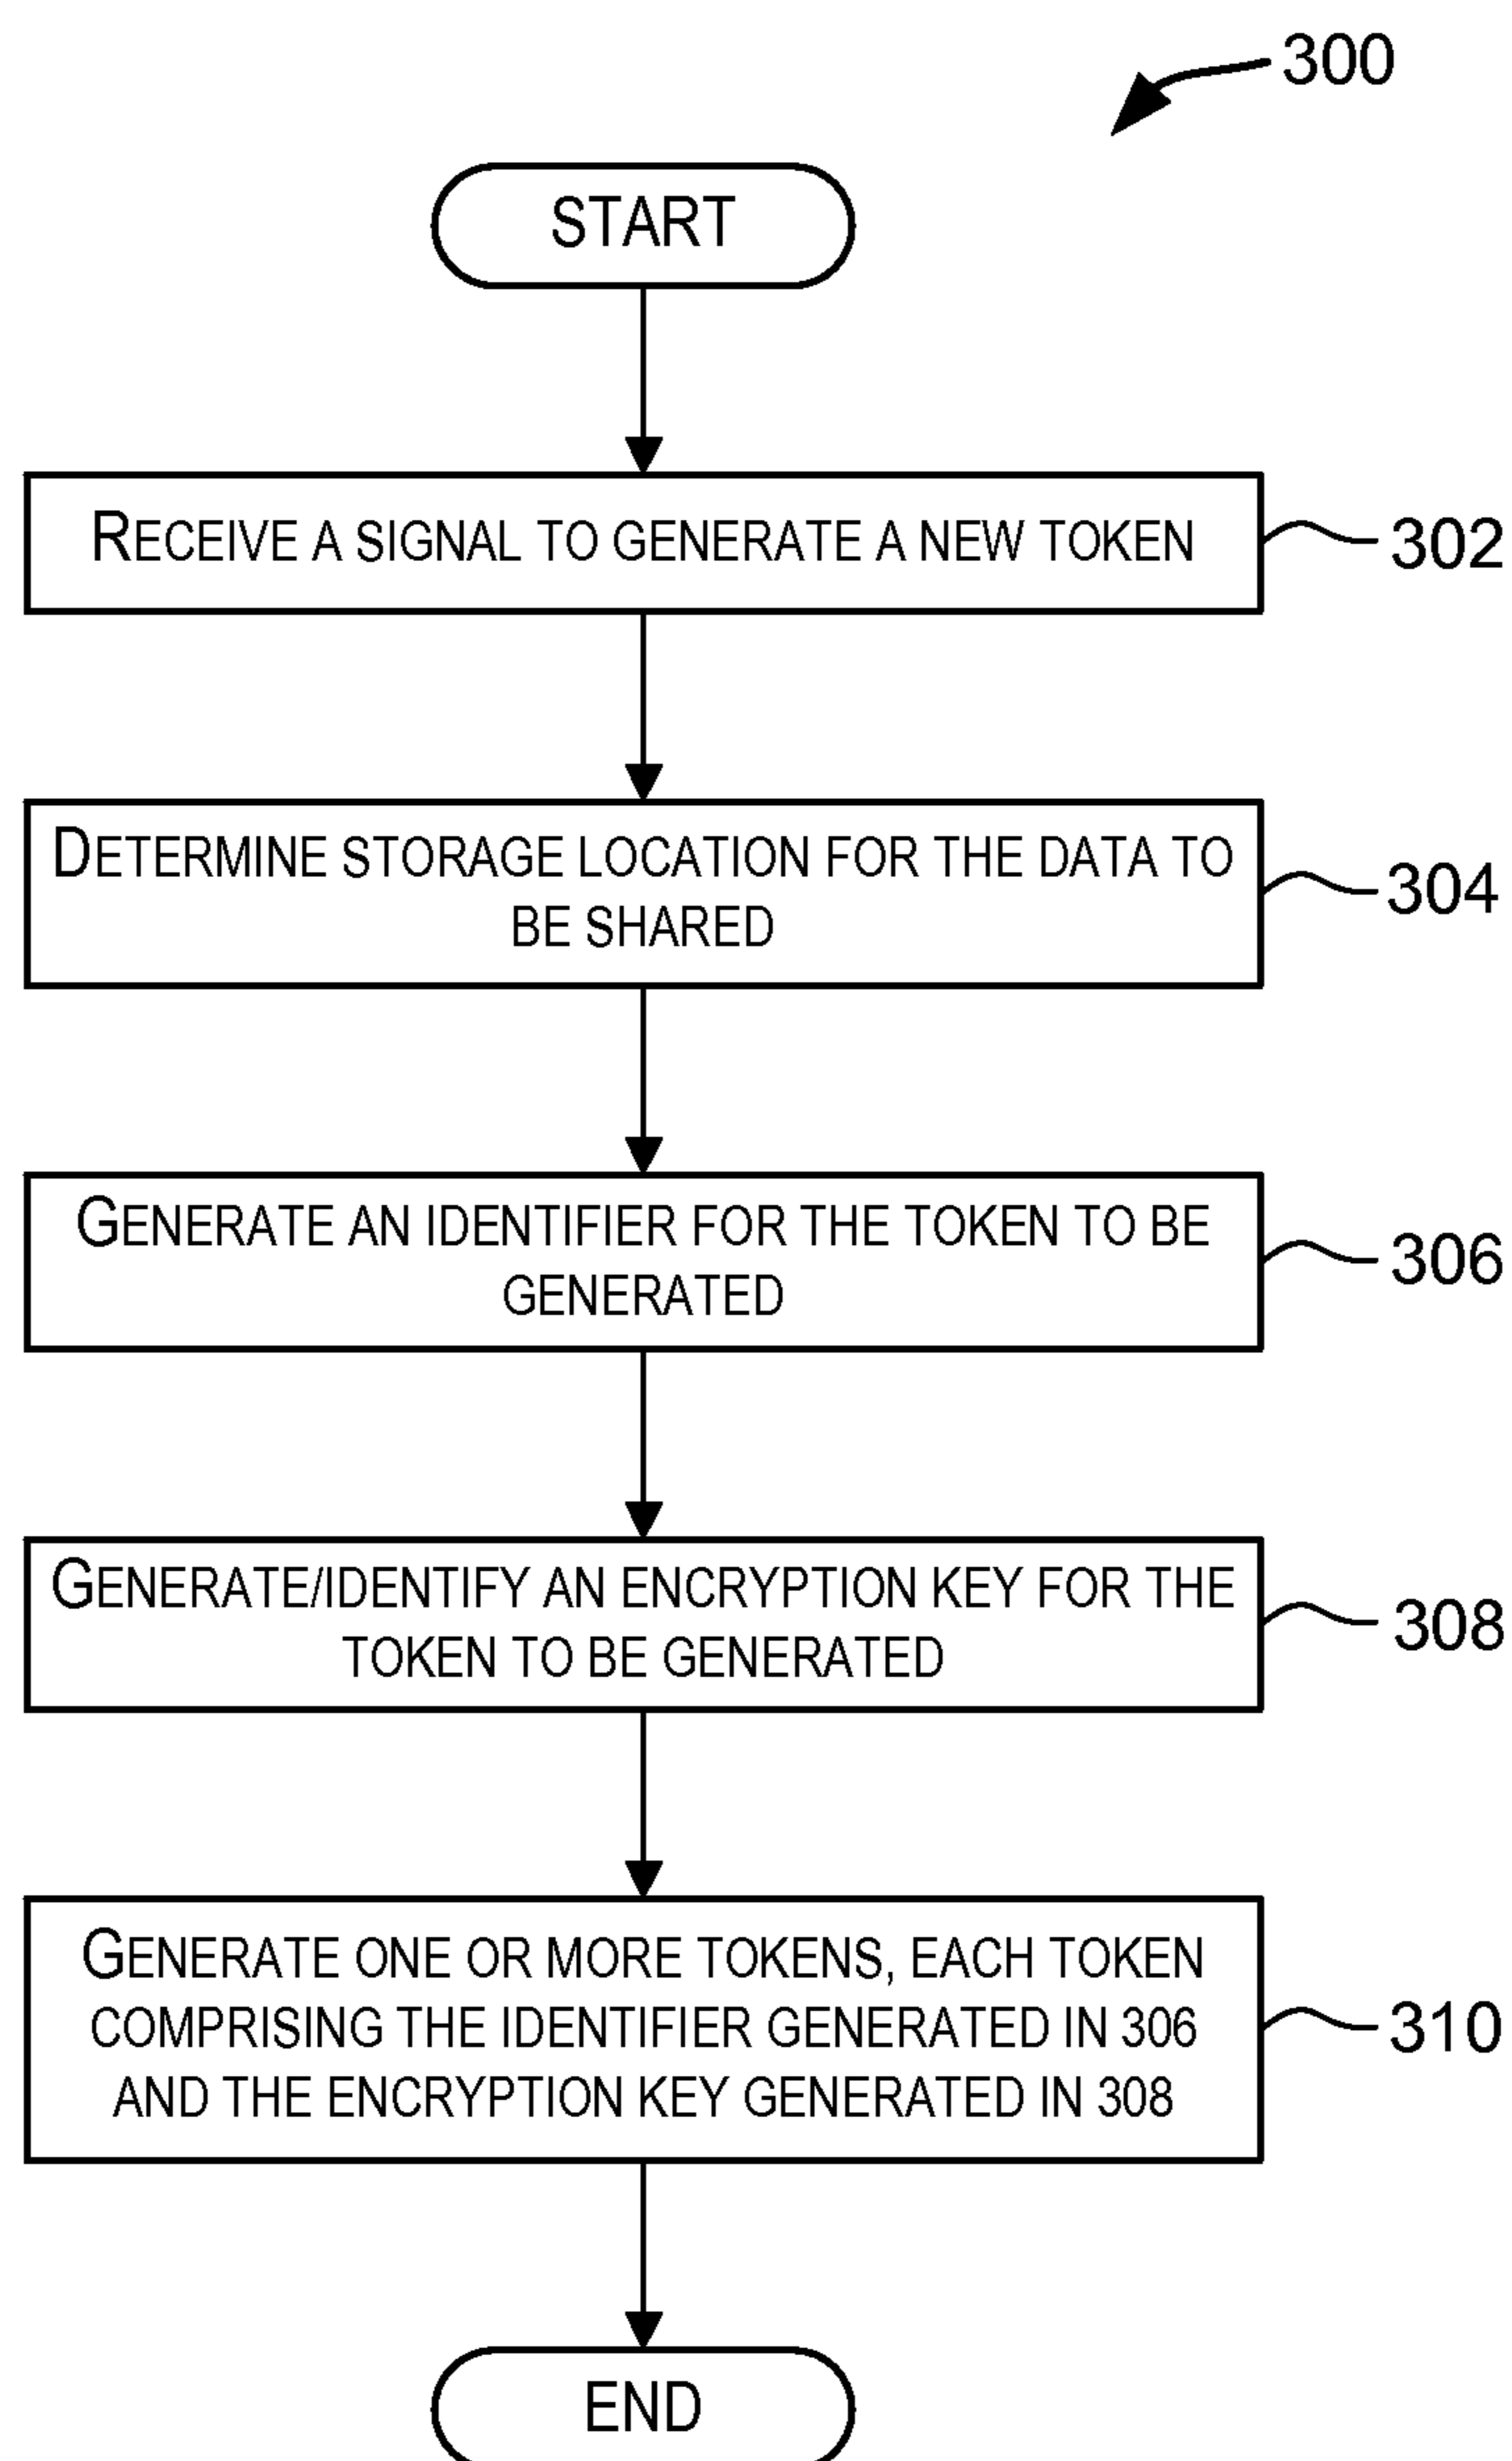 300
START
RECEIVE A SIGNAL TO GENERATE A NEW TOKEN
302
DETERMINE STORAGE LOCATION FOR THE DATA TO
BE SHARED
304
GENERATE AN IDENTIFIER FOR THE TOKEN TO BE
GENERATED
306
GENERATE/IDENTIFY AN ENCRYPTION KEY FOR THE
TOKEN TO BE GENERATED
308
GENERATE ONE OR MORE TOKENS, EACH TOKEN
COMPRISING THE IDENTIFIER GENERATED IN 306
AND THE ENCRYPTION KEY GENERATED IN 308
310
END